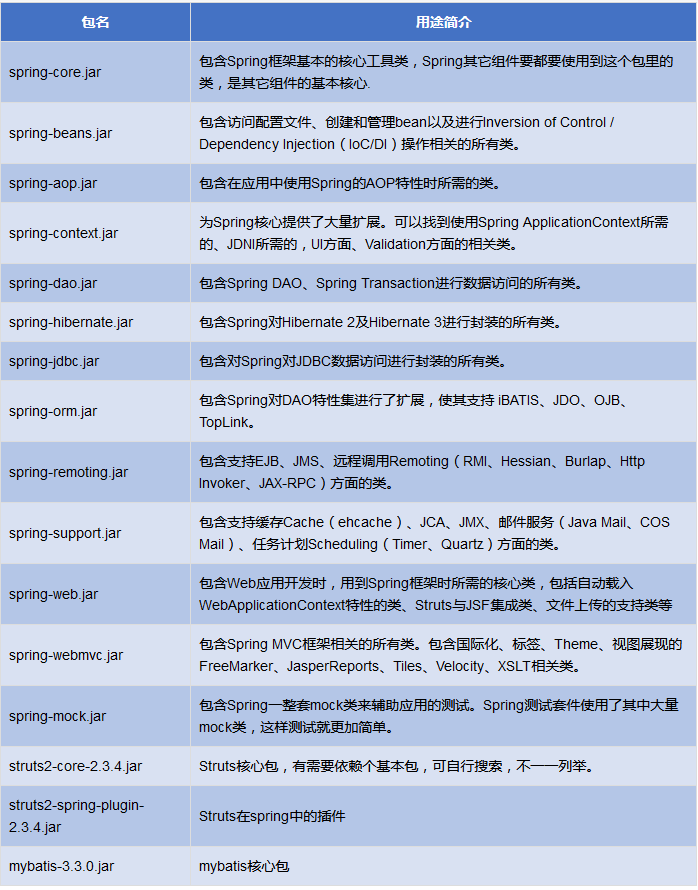 包名 用途简介
spring-core.jar
包含Spring框架基本的核心工具类，Spring其它组件要都要使用到这个包里的
类，是其它组件的基本核心.
spring-beans.jar
包含访问配置文件、创建和管理bean以及进行Inversion of Control /
Dependency Injection（IoC/DI）操作相关的所有类。
spring-aop.jar
包含在应用中使用Spring的AOP特性时所需的类。
spring-context.jar
为Spring核心提供了大量扩展。可以找到使用Spring ApplicationContext所需
的、JDNI所需的，UI方面、Validation方面的相关类。
spring-dao.jar
包含Spring DAO、Spring Transaction进行数据访问的所有类。
spring-hibernate.jar
包含Spring对Hibernate 2及Hibernate 3进行封装的所有类。
spring-jdbc.jar
包含对Spring对JDBC数据访问进行封装的所有类。
spring-orm.jar
包含Spring对DAO特性集进行了扩展，使其支持 iBATIS、JDO、OJB、
TopLink。
spring-remoting.jar
包含支持EJB、JMS、远程调用Remoting（RMI、Hessian、Burlap、Http
Invoker、JAX-RPC）方面的类。
spring-support.jar
包含支持缓存Cache（ehcache）、JCA、JMX、邮件服务（Java Mail、COS
Mail）、任务计划Scheduling（Timer、Quartz）方面的类。
spring-web.jar
包含Web应用开发时，用到Spring框架时所需的核心类，包括自动载入
WebApplicationContext特性的类、Struts与JSF集成类、文件上传的支持类等
spring-webmvc.jar
包含Spring MVC框架相关的所有类。包含国际化、标签、Theme、视图展现的
FreeMarker、JasperReports、Tiles、Velocity、XSLT相关类。
spring-mock.jar
包含Spring一整套mock类来辅助应用的测试。Spring测试套件使用了其中大量
mock类，这样测试就更加简单。
struts2-core-2.3.4.jar
Struts核心包，有需要依赖个基本包，可自行搜索，不一一列举。
struts2-spring-plugin-
2.3.4.jar
Struts在spring中的插件
mybatis-3.3.0.jar
mybatis核心包